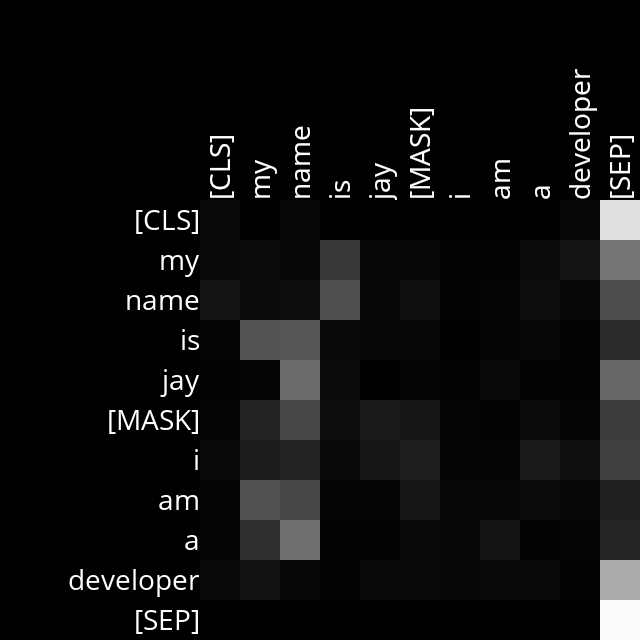 [CLS]
my
name
is
jay
[MASK]
i
am
a
developer
[SEP]
[CLS]
my
name
is
jay
[MASK]
i
am
a
developer
[SEP]